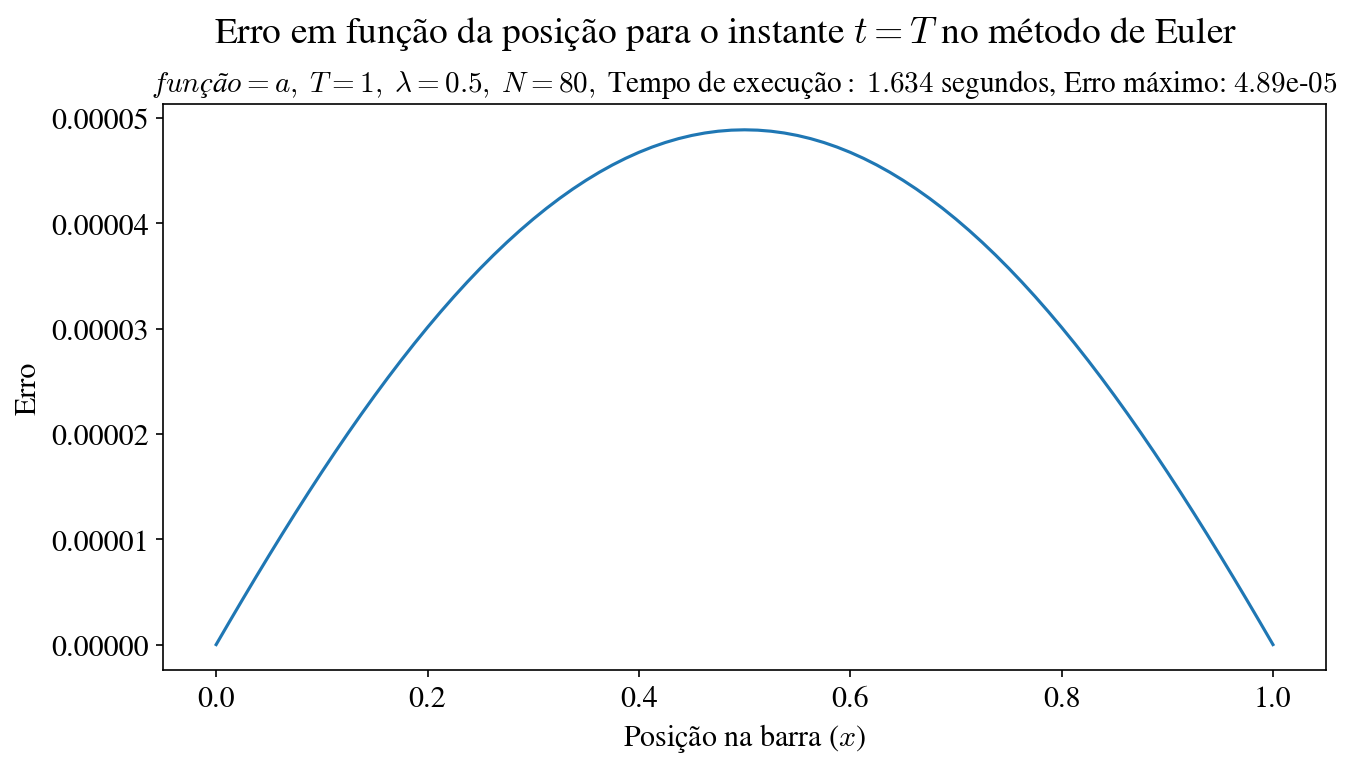 Erro em função da posição para o instante t = T no método de Euler
função = a, T = 1, λ = 0.5, N = 80, Tempo de execução : 1.634 segundos, Erro máximo: 4.89e-05
0.00005
0.00004
0.00003
0.00002
0.00001
0.00000
Erro
0.0 0.2 0.4 0.6 0.8 1.0
Posição na barra (x)